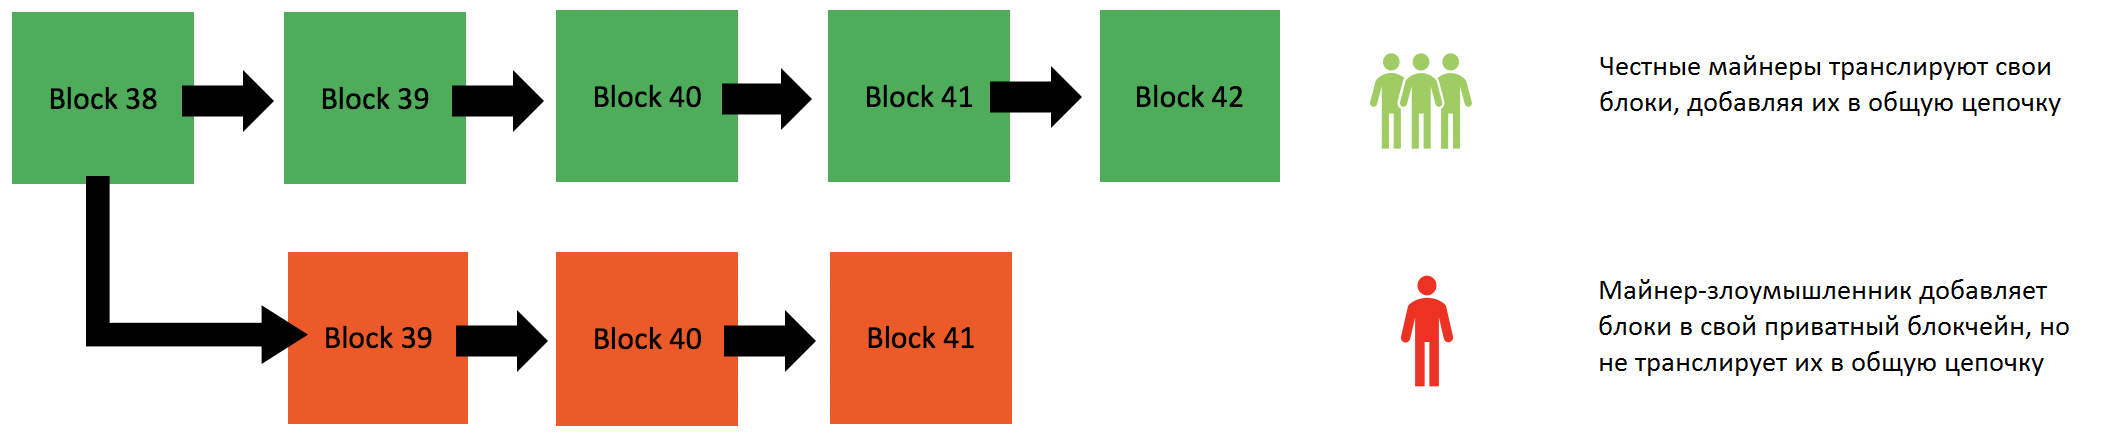 Block 38
Block 39
Block 40
Block 41
Block 42
Честные майнеры транслируют свои
блоки, добавляя их в общую цепочку
Block 39
Block 40
Block 41
Майнер-злоумышленник добавляет
блоки в свой приватный блокчейн, но
не транслирует их в общую цепочку